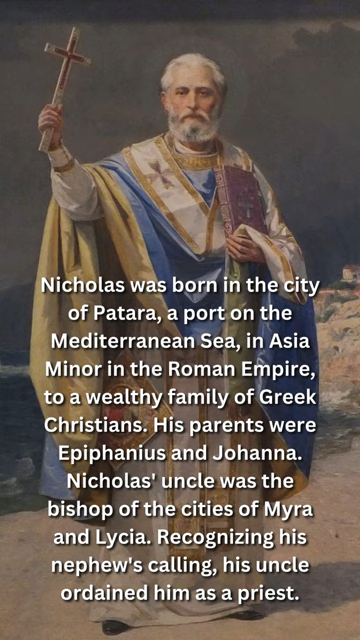 Nicholas was born in the city
of Patara, a port on the
Mediterranean Sea, in Asia
Minor in the Roman Empire,
to a wealthy family of Greek
Christians. His parents were
Epiphanius and Johanna.
Nicholas' uncle was the
bishop of the cities of Myra
and Lycia. Recognizing his
nephew's calling, his uncle
ordained him as a priest.